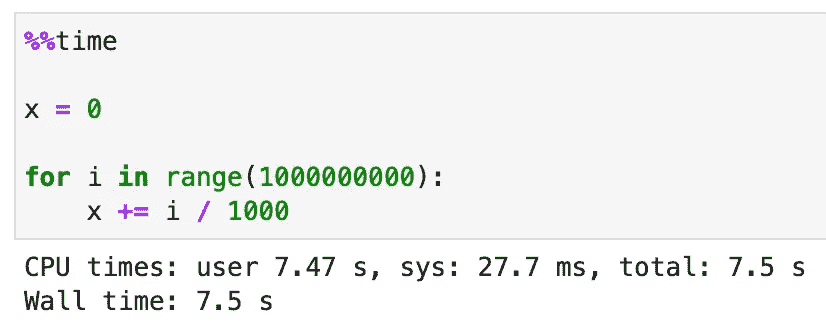 %%time
x = 0
for i in range(1000000000):
    x += i / 1000
CPU times: user 7.47 s, sys: 27.7 ms, total: 7.5 s
Wall time: 7.5 s